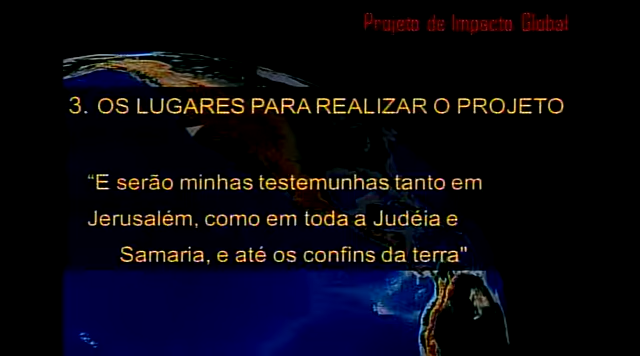 Projeto de Impacto Global
3. OS LUGARES PARA REALIZAR O PROJETO
“E serão minhas testemunhas tanto em
Jerusalém, como em toda a Judéia e
Samaria, e até os confins da terra"